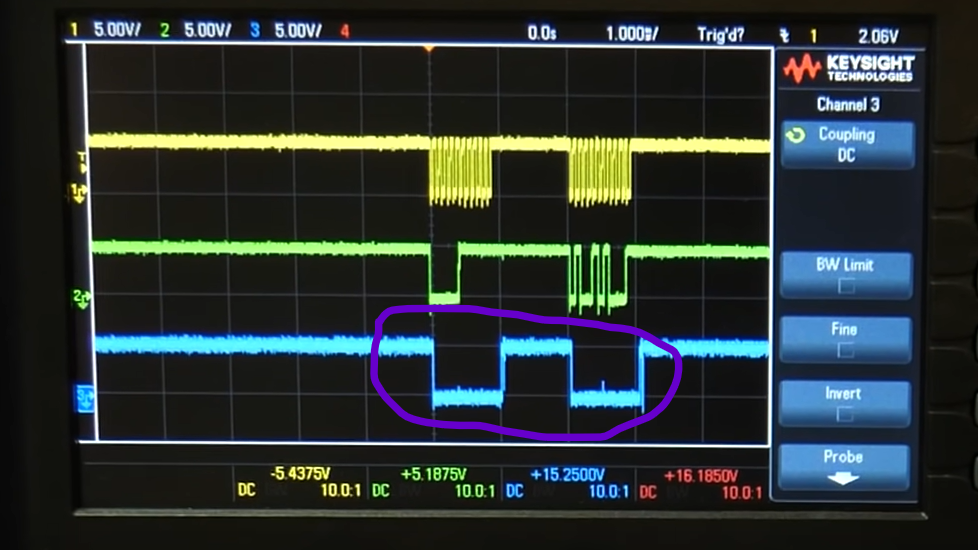 1 5.00V/ 2 5.00V/ 3 5.00V/ 4 0.0s 1.000ms/ Trig'd? 1 2.06V
KEYSIGHT
TECHNOLOGIES
Channel 3
Coupling
DC
BW Limit
Fine
Invert
Probe
T
1
2
3
-5.4375V +5.1875V +15.2500V +16.1850V
DC 10.0:1 DC 10.0:1 DC 10.0:1 DC 10.0:1